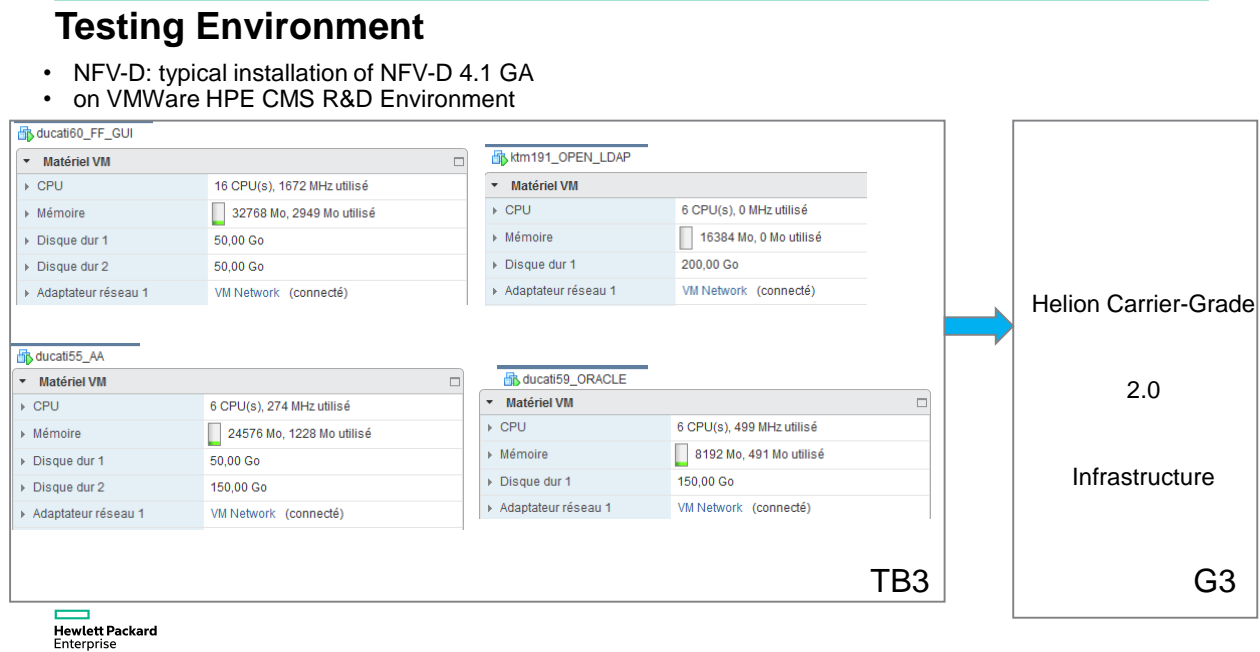 Testing Environment
• NFV-D: typical installation of NFV-D 4.1 GA
• on VMWare HPE CMS R&D Environment
ducati60_FF_GUI
Matériel VM
CPU 16 CPU(s), 1672 MHz utilisé
Mémoire 32768 Mo, 2949 Mo utilisé
Disque dur 1 50,00 Go
Disque dur 2 50,00 Go
Adaptateur réseau 1 VM Network (connecté)
ktm191_OPEN_LDAP
Matériel VM
CPU 6 CPU(s), 0 MHz utilisé
Mémoire 16384 Mo, 0 Mo utilisé
Disque dur 1 200,00 Go
Adaptateur réseau 1 VM Network (connecté)
ducati55_AA
Matériel VM
CPU 6 CPU(s), 274 MHz utilisé
Mémoire 24576 Mo, 1228 Mo utilisé
Disque dur 1 50,00 Go
Disque dur 2 150,00 Go
Adaptateur réseau 1 VM Network (connecté)
ducati59_ORACLE
Matériel VM
CPU 6 CPU(s), 499 MHz utilisé
Mémoire 8192 Mo, 491 Mo utilisé
Disque dur 1 150,00 Go
Adaptateur réseau 1 VM Network (connecté)
TB3
Helion Carrier-Grade
2.0
Infrastructure
G3
Hewlett Packard
Enterprise